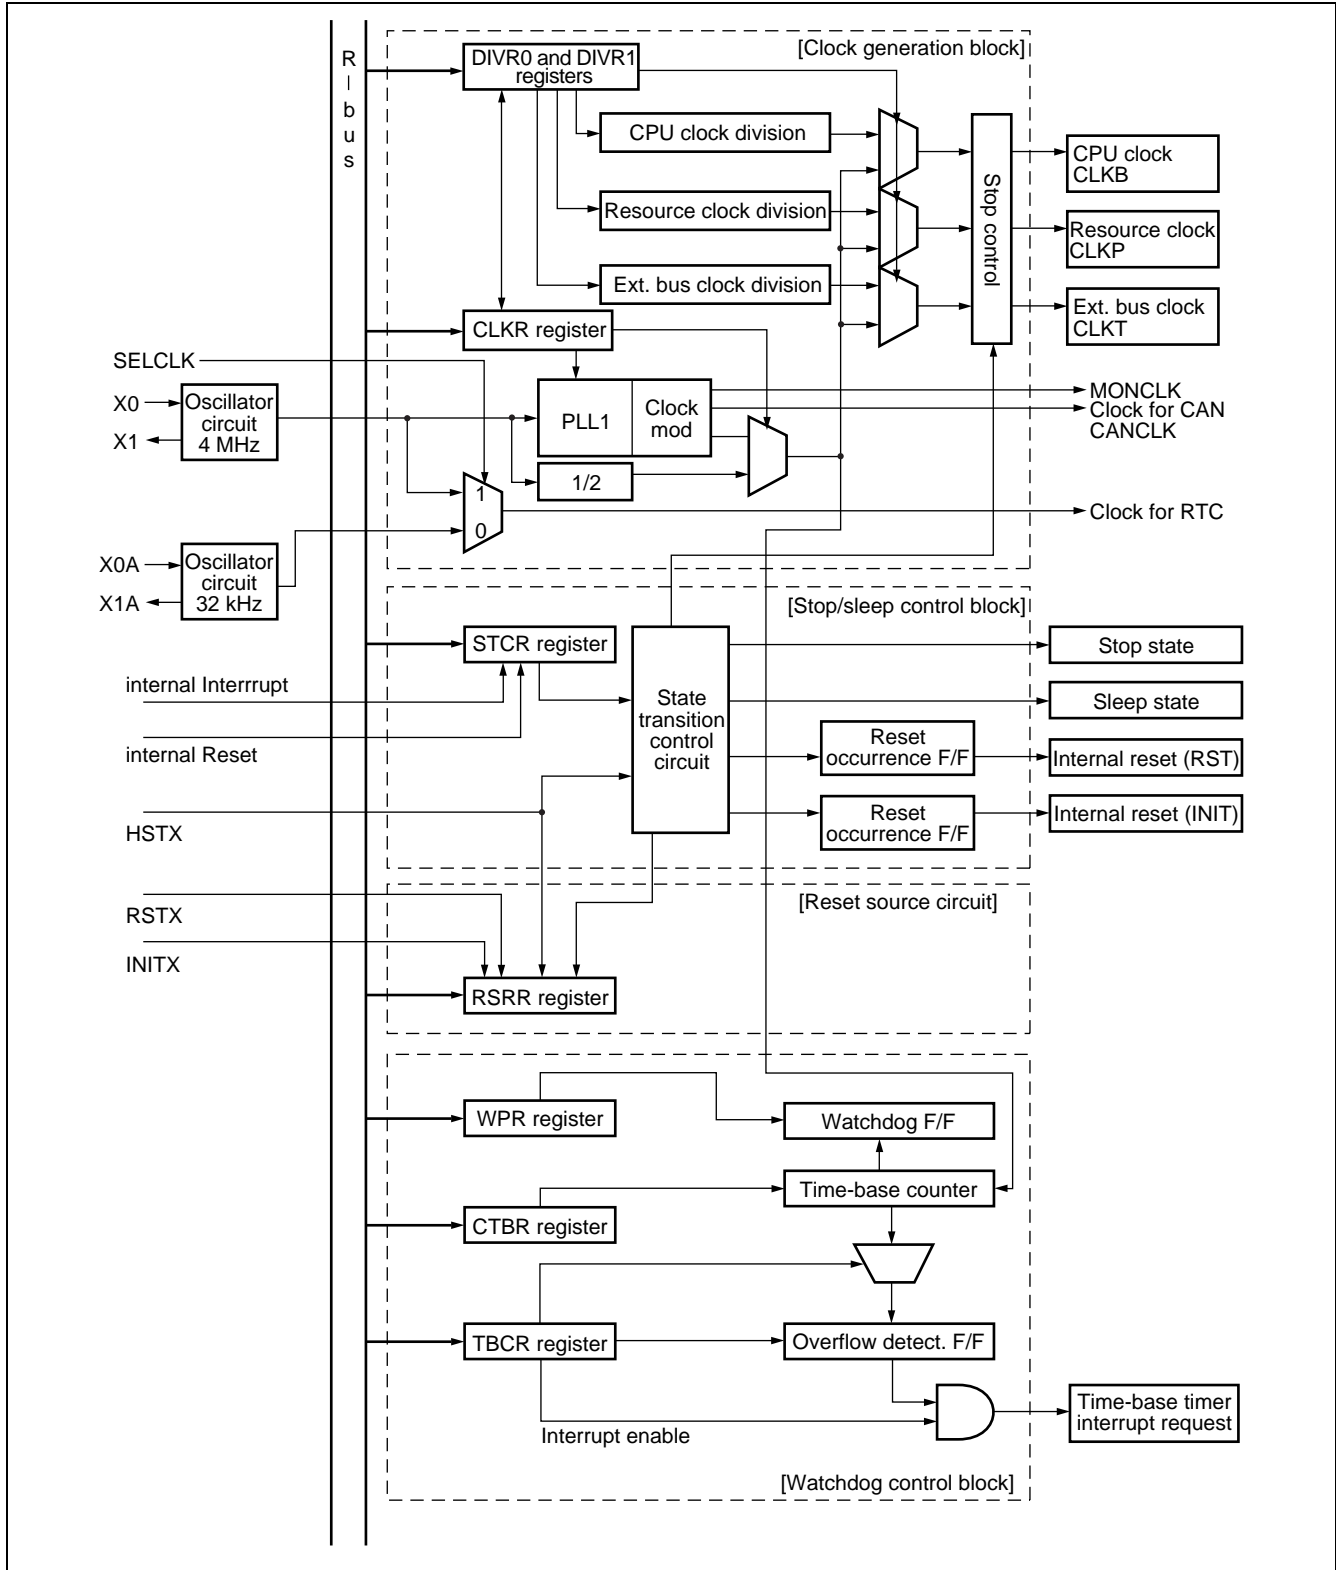 R
|
b
u
s
[Clock generation block]
DIVR0 and DIVR1
registers
CPU clock division
Resource clock division
Ext. bus clock division
Stop control
CPU clock
CLKB
Resource clock
CLKP
Ext. bus clock
CLKT
CLKR register
SELCLK
X0
X1
Oscillator
circuit
4 MHz
PLL1
Clock
mod
1/2
MONCLK
Clock for CAN
CANCLK
1
0
Clock for RTC
X0A
X1A
Oscillator
circuit
32 kHz
[Stop/sleep control block]
STCR register
State
transition
control
circuit
Stop state
Sleep state
internal Interrrupt
internal Reset
Reset
occurrence F/F
Internal reset (RST)
Reset
occurrence F/F
Internal reset (INIT)
HSTX
RSTX
INITX
[Reset source circuit]
RSRR register
WPR register
Watchdog F/F
Time-base counter
CTBR register
TBCR register
Overflow detect. F/F
Interrupt enable
Time-base timer
interrupt request
[Watchdog control block]